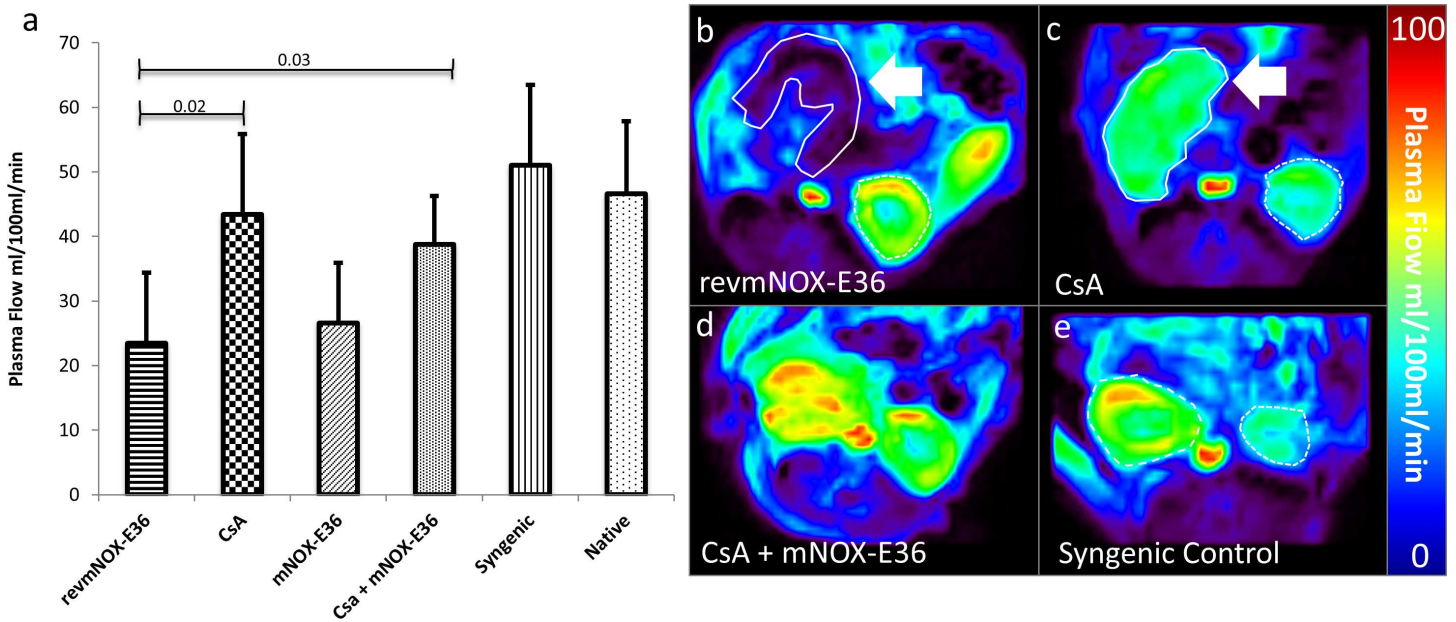 a
70
60
50
40
30
20
10
0
Plasma Flow ml/100ml/min
0.03
0.02
revmNOX-E36
CsA
mNOX-E36
Csa + mNOX-E36
Syngenic
Native
b
revmNOX-E36
c
CsA
d
CsA + mNOX-E36
e
Syngenic Control
100
Plasma Flow ml/100ml/min
0